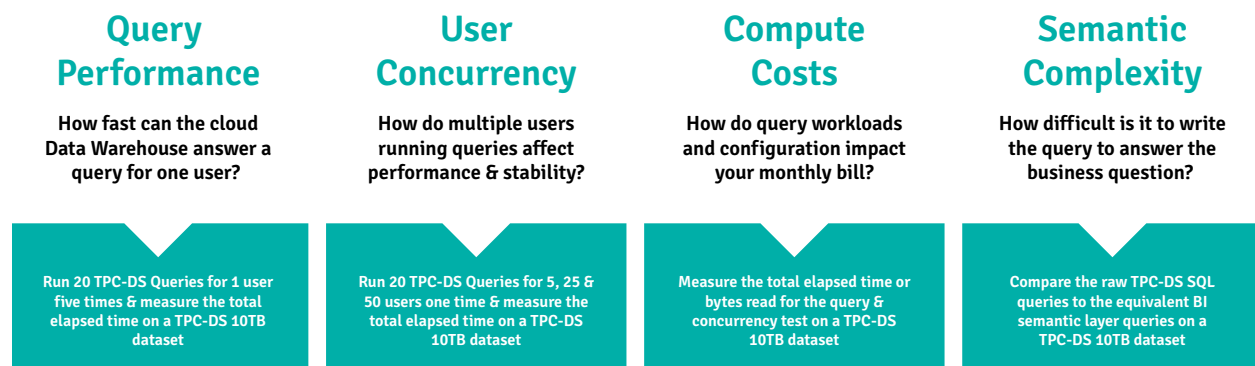 Query
Performance
How fast can the cloud
Data Warehouse answer a
query for one user?
Run 20 TPC-DS Queries for 1 user
five times & measure the total
elapsed time on a TPC-DS 10TB
dataset
User
Concurrency
How do multiple users
running queries affect
performance & stability?
Run 20 TPC-DS Queries for 5, 25 &
50 users one time & measure the
total elapsed time on a TPC-DS
10TB dataset
Compute
Costs
How do query workloads
and configuration impact
your monthly bill?
Measure the total elapsed time or
bytes read for the query &
concurrency test on a TPC-DS
10TB dataset
Semantic
Complexity
How difficult is it to write
the query to answer the
business question?
Compare the raw TPC-DS SQL
queries to the equivalent BI
semantic layer queries on a
TPC-DS 10TB dataset